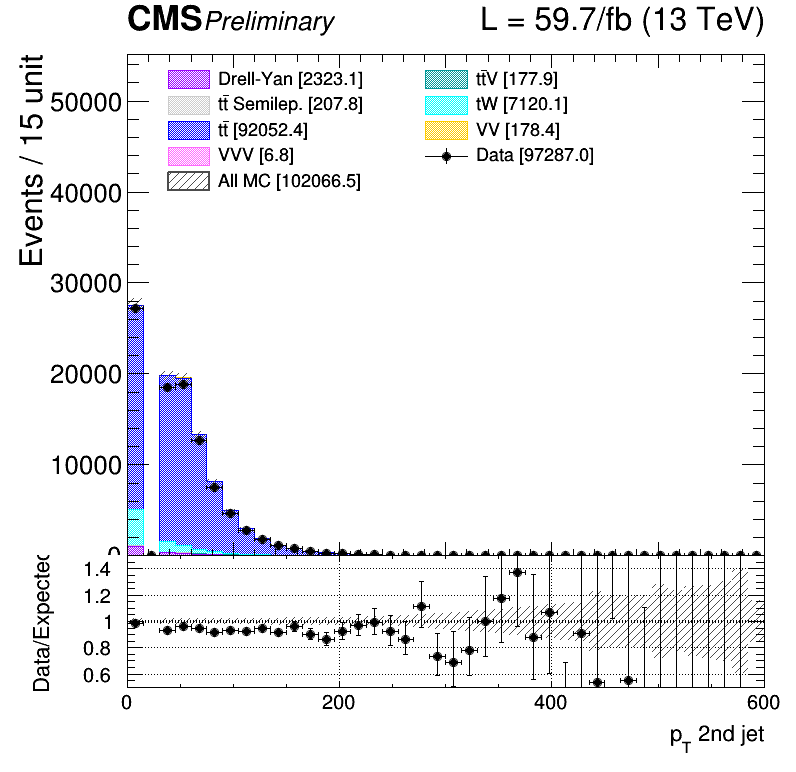 CMS Preliminary L = 59.7/fb (13 TeV)
Events / 15 unit
Drell-Yan [2323.1]
tt̄ Semilep. [207.8]
tt̄ [92052.4]
VVV [6.8]
All MC [102066.5]
tt̄V [177.9]
tW [7120.1]
VV [178.4]
Data [97287.0]
50000
40000
30000
20000
10000
0
Data/Expected
1.4
1.2
1
0.8
0.6
0 200 400 600
pT 2nd jet